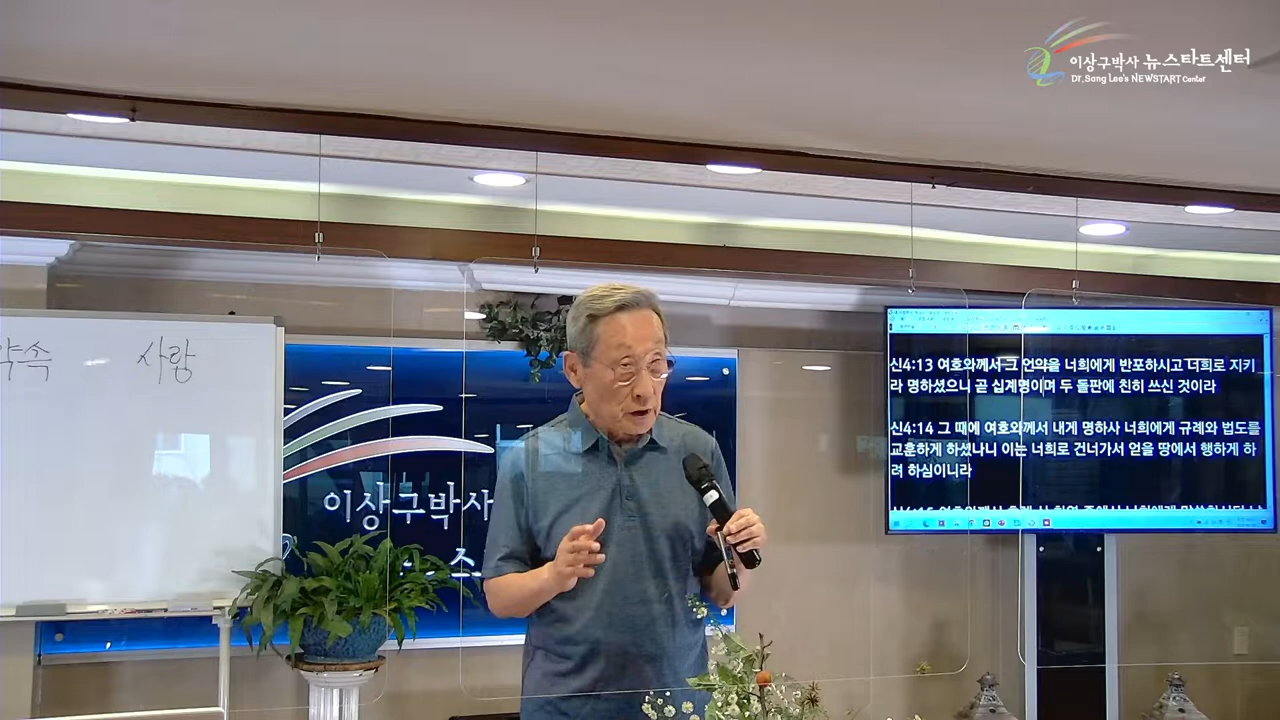 이상구박사 뉴스타트센터
Dr. Sang Lee's NEWSTART Center
약속 사랑
이상구박사
스
신4:13 여호와께서 그 언약을 너희에게 반포하시고 너희로 지키
라 명하셨으니 곧 십계명이며 두 돌판에 친히 쓰신 것이라
신4:14 그 때에 여호와께서 내게 명하사 너희에게 규례와 법도를
교훈하게 하셨나니 이는 너희로 건너가서 얻을 땅에서 행하게 하
려 하심이니라